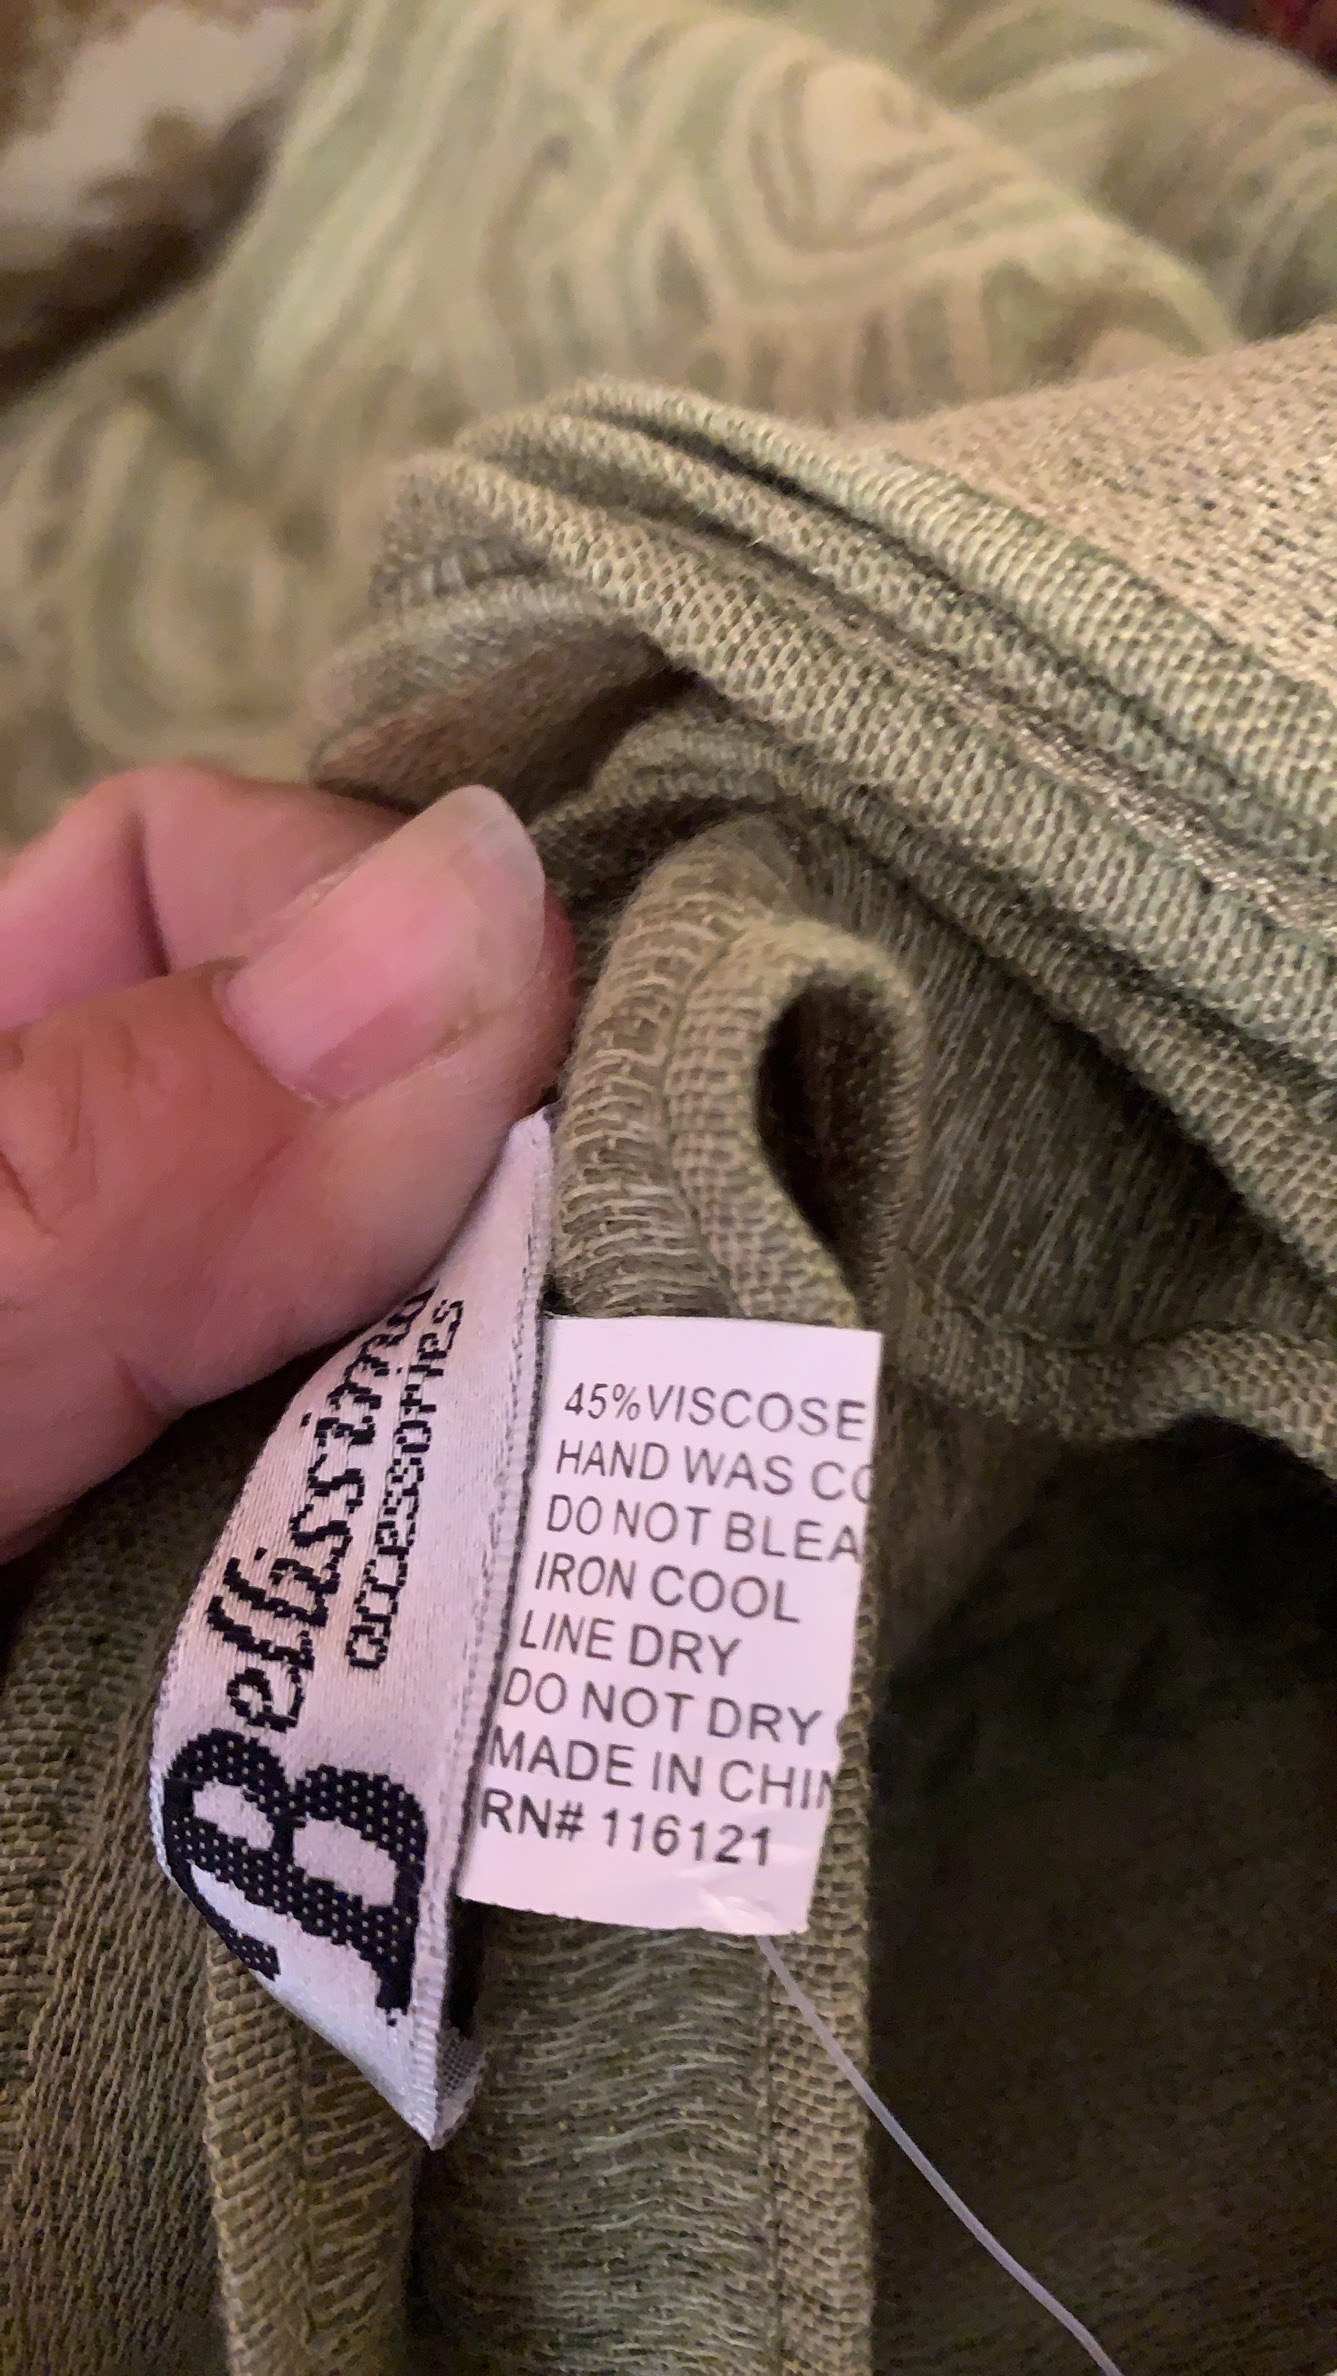 Bellissima
accessories
45%VISCOSE
HAND WAS CO
DO NOT BLEA
IRON COOL
LINE DRY
DO NOT DRY
MADE IN CHIN
RN# 116121